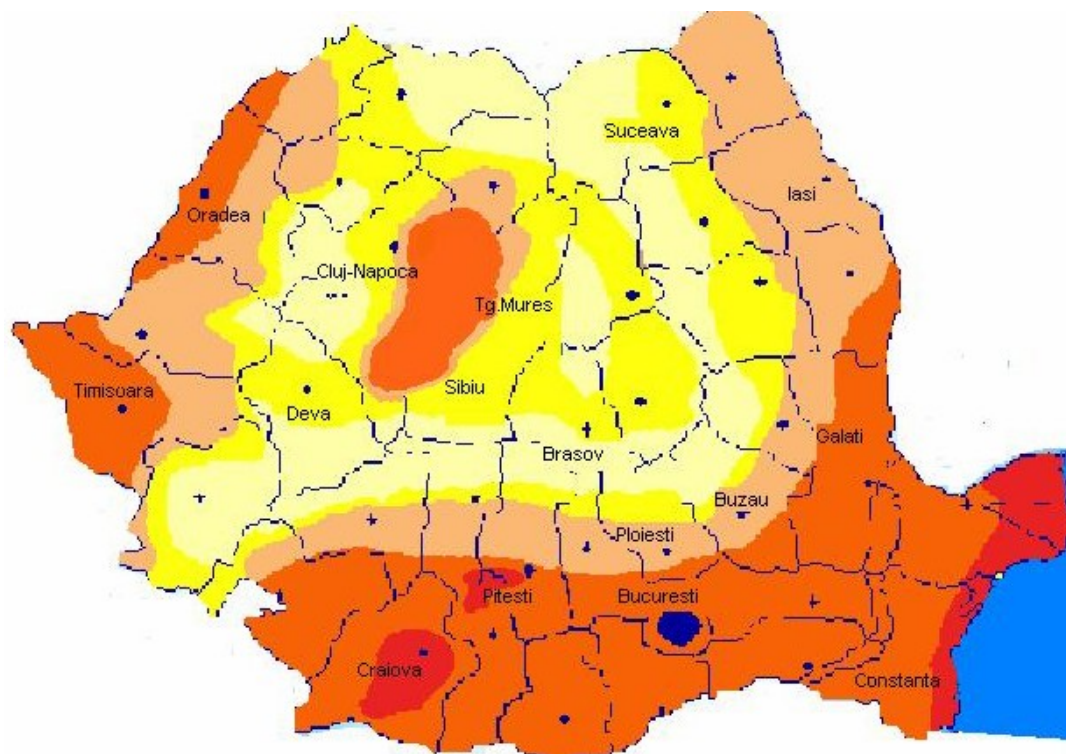 Suceava
Iasi
Oradea
Cluj-Napoca
Tg.Mures
Timisoara
Sibiu
Deva
Galati
Brasov
Buzau
Ploiesti
Pitesti
Bucuresti
Craiova
Constanta